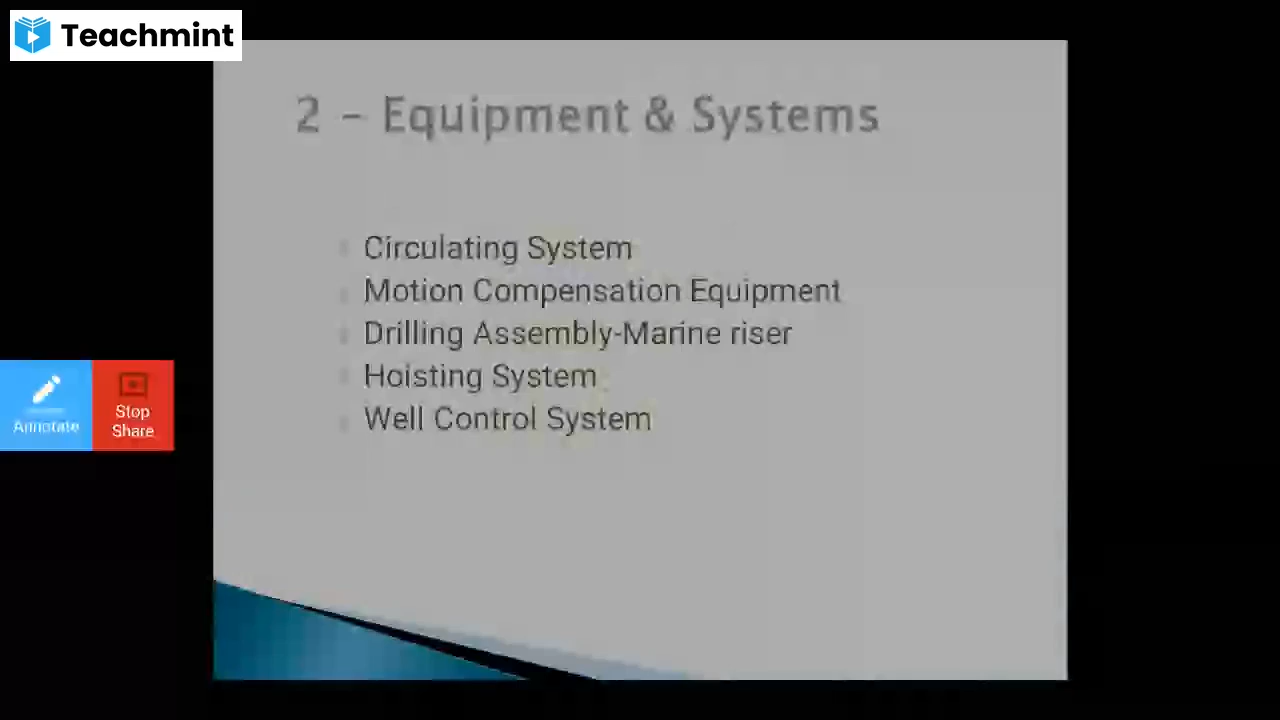 Teachmint
2 - Equipment & Systems
Circulating System
Motion Compensation Equipment
Drilling Assembly-Marine riser
Hoisting System
Well Control System
Annotate
Stop
Share